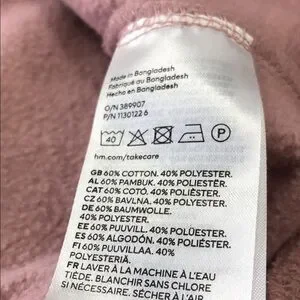 Made in Bangladesh
Fabriqué au Bangladesh
Hecho en Bangladesh
O/N 389907
P/N 1130122 6
40
P
hm.com/takecare
GB 60% COTTON. 40% POLYESTER.
AL 60% PAMBUK. 40% POLIESTËR.
CAT 60% COTÓ. 40% POLIÈSTER.
CZ 60% BAVLNA. 40% POLYESTER.
DE 60% BAUMWOLLE.
40% POLYESTER.
EE 60% PUUVILL. 40% POLÜESTER.
ES 60% ALGODÓN. 40% POLIÉSTER.
FI 60% PUUVILLAA. 40%
POLYESTERIÄ.
FR LAVER À LA MACHINE À L'EAU
TIÈDE. BLANCHIR SANS CHLORE
SI NÉCESSAIRE. SÉCHER À L'AIR